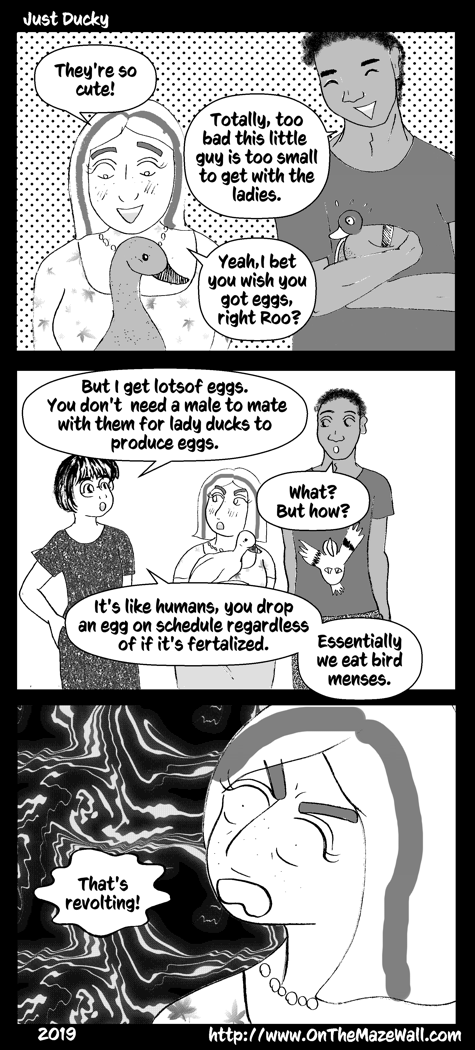 Just Ducky
They're so
cute!
Totally, too
bad this little
guy is too small
to get with the
ladies.
Yeah,I bet
you wish you
got eggs,
right Roo?
But I get lotsof eggs.
You don't need a male to mate
with them for lady ducks to
produce eggs.
What?
But how?
It's like humans, you drop
an egg on schedule regardless
of if it's fertalized.
Essentially
we eat bird
menses.
That's
revolting!
2019
http://www.OnTheMazeWall.com